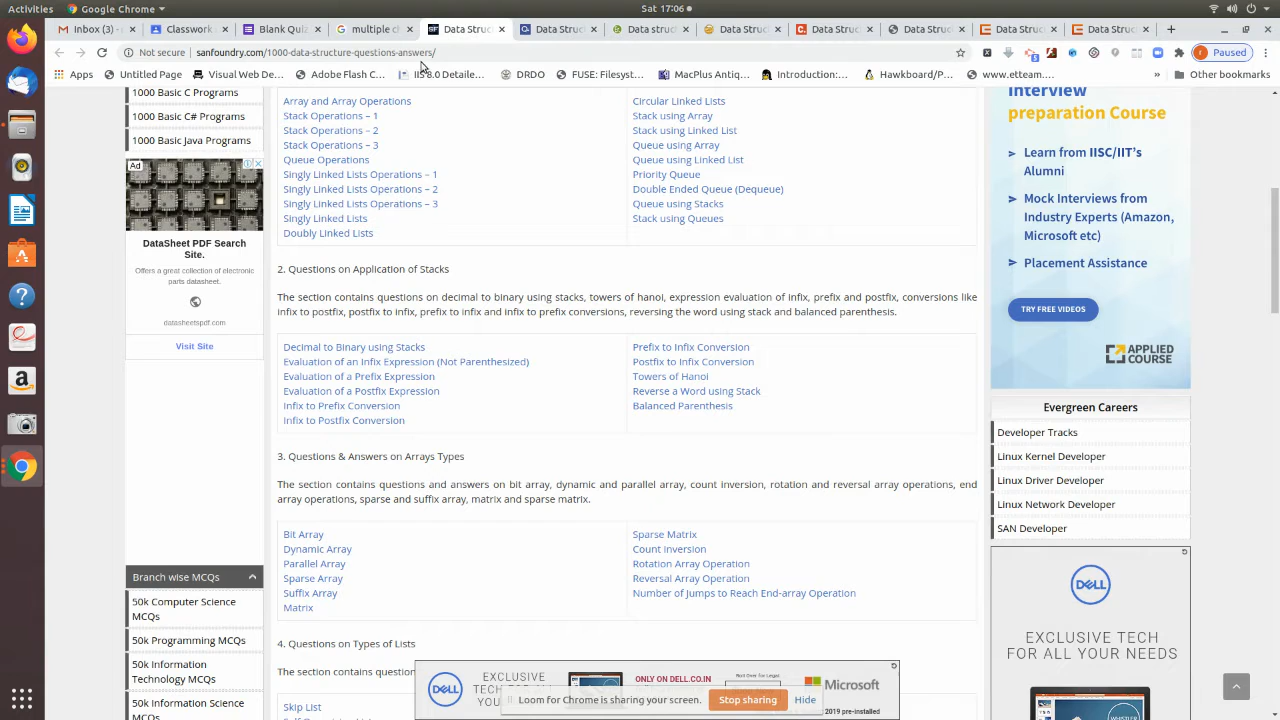 Activities
Google Chrome
Sat 17:06
Inbox (3) -
Classwork
Blank Quiz
multiple c
Data Struc
Data Struc
Data struct
Data Struc
Data Struc
Data Struc
Data Struc
Data Struc
Not secure
sanfoundry.com/1000-data-structure-questions-answers/
Paused
Apps
Untitled Page
Visual Web De...
Adobe Flash C...
IIS 8.0 Detaile...
DRDO
FUSE: Filesyst...
MacPlus Antiq...
Introduction:...
Hawkboard/P...
www.etteam....
»
Other bookmarks
1000 Basic C Programs
1000 Basic C# Programs
1000 Basic Java Programs
Ad
DataSheet PDF Search
Site.
Offers a great collection of electronic
parts datasheet.
datasheetspdf.com
Visit Site
Branch wise MCQs
50k Computer Science
MCQs
50k Programming MCQs
50k Information
Technology MCQs
50k Information Science
MCQs
Array and Array Operations
Stack Operations – 1
Stack Operations – 2
Stack Operations – 3
Queue Operations
Singly Linked Lists Operations – 1
Singly Linked Lists Operations – 2
Singly Linked Lists Operations – 3
Singly Linked Lists
Doubly Linked Lists
Circular Linked Lists
Stack using Array
Stack using Linked List
Queue using Array
Queue using Linked List
Priority Queue
Double Ended Queue (Dequeue)
Queue using Stacks
Stack using Queues
2. Questions on Application of Stacks
The section contains questions on decimal to binary using stacks, towers of hanoi, expression evaluation of infix, prefix and postfix, conversions like
infix to postfix, postfix to infix, prefix to infix and infix to prefix conversions, reversing the word using stack and balanced parenthesis.
Decimal to Binary using Stacks
Evaluation of an Infix Expression (Not Parenthesized)
Evaluation of a Prefix Expression
Evaluation of a Postfix Expression
Infix to Prefix Conversion
Infix to Postfix Conversion
Prefix to Infix Conversion
Postfix to Infix Conversion
Towers of Hanoi
Reverse a Word using Stack
Balanced Parenthesis
3. Questions & Answers on Arrays Types
The section contains questions and answers on bit array, dynamic and parallel array, count inversion, rotation and reversal array operations, end
array operations, sparse and suffix array, matrix and sparse matrix.
Bit Array
Dynamic Array
Parallel Array
Sparse Array
Suffix Array
Matrix
Sparse Matrix
Count Inversion
Rotation Array Operation
Reversal Array Operation
Number of Jumps to Reach End-array Operation
4. Questions on Types of Lists
The section contains quest
Skip List
Interview
preparation Course
Learn from IISC/IIT's
Alumni
Mock Interviews from
Industry Experts (Amazon,
Microsoft etc)
Placement Assistance
TRY FREE VIDEOS
APPLIED
COURSE
Evergreen Careers
Developer Tracks
Linux Kernel Developer
Linux Driver Developer
Linux Network Developer
SAN Developer
DELL
EXCLUSIVE TECH
FOR ALL YOUR NEEDS
DELL
EXCLUSIVE
ONLY ON DELL.CO.IN
Microsoft
2019 pre-installed
Loom for Chrome is sharing your screen.
Stop sharing
Hide